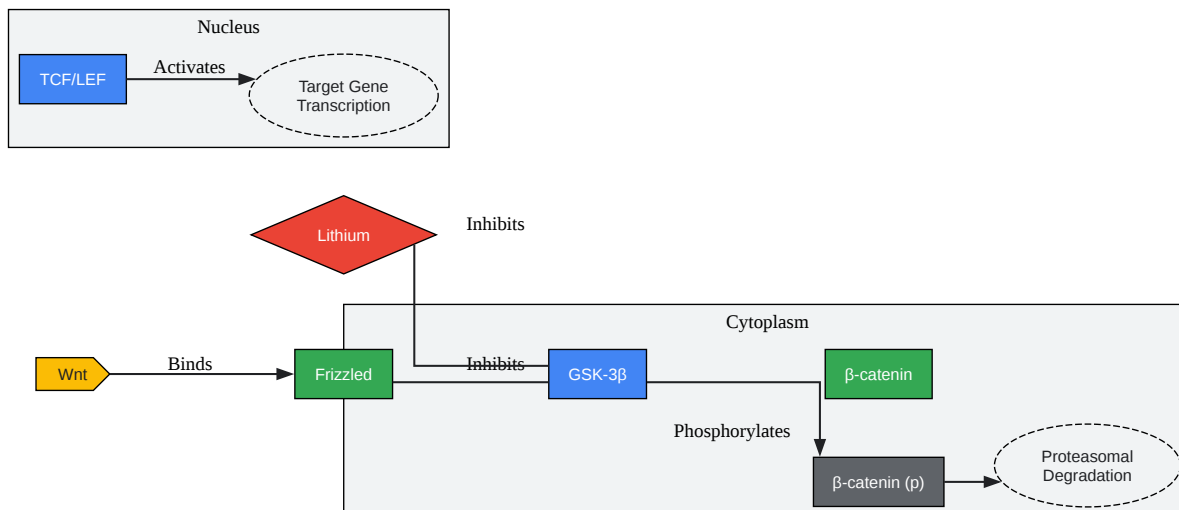 Nucleus
TCF/LEF
Activates
Target Gene
Transcription
Lithium
Inhibits
Cytoplasm
Wnt
Binds
Frizzled
Inhibits
GSK-3β
β-catenin
Phosphorylates
β-catenin (p)
Proteasomal
Degradation